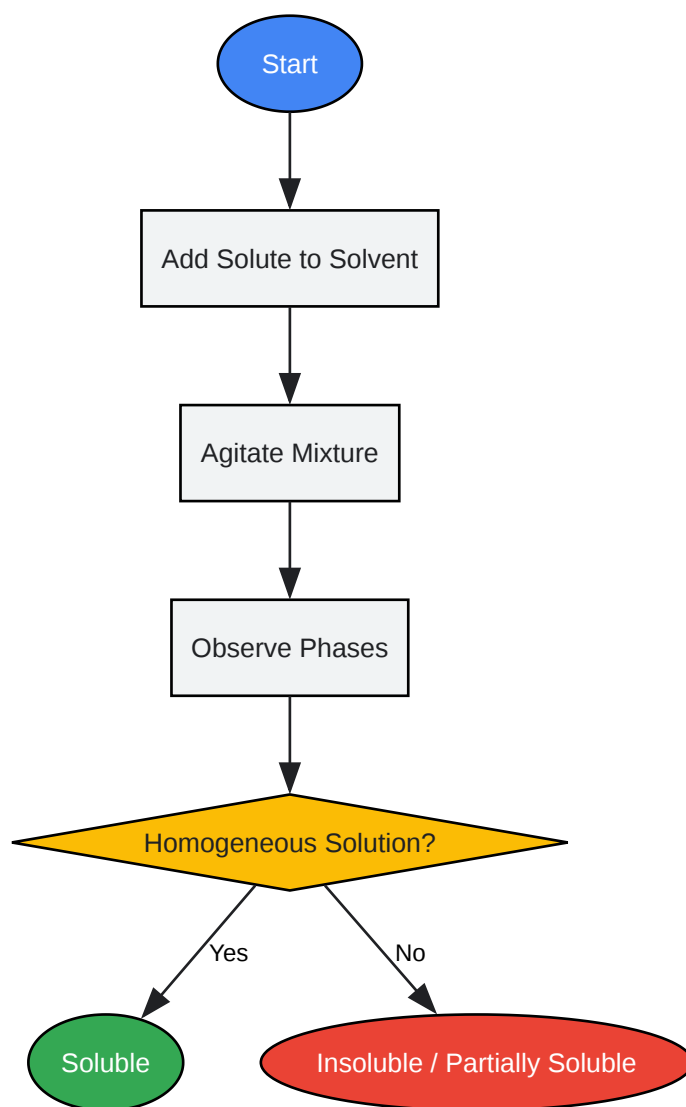 Start
Add Solute to Solvent
Agitate Mixture
Observe Phases
Homogeneous Solution?
Yes
No
Soluble
Insoluble / Partially Soluble